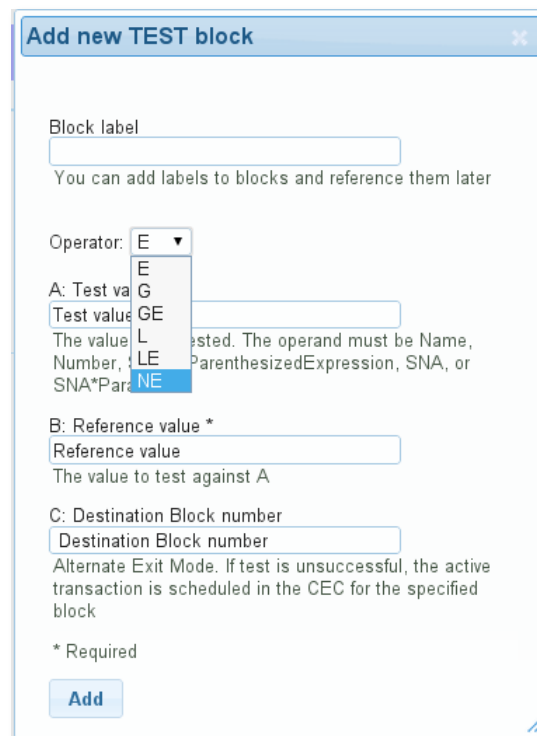 Add new TEST block
Block label
You can add labels to blocks and reference them later
Operator: E
E
G
GE
L
LE
NE
A: Test va
Test value
The value ested. The operand must be Name,
Number, ParenthesizedExpression, SNA, or
SNA*Para
B: Reference value *
Reference value
The value to test against A
C: Destination Block number
Destination Block number
Alternate Exit Mode. If test is unsuccessful, the active
transaction is scheduled in the CEC for the specified
block
* Required
Add